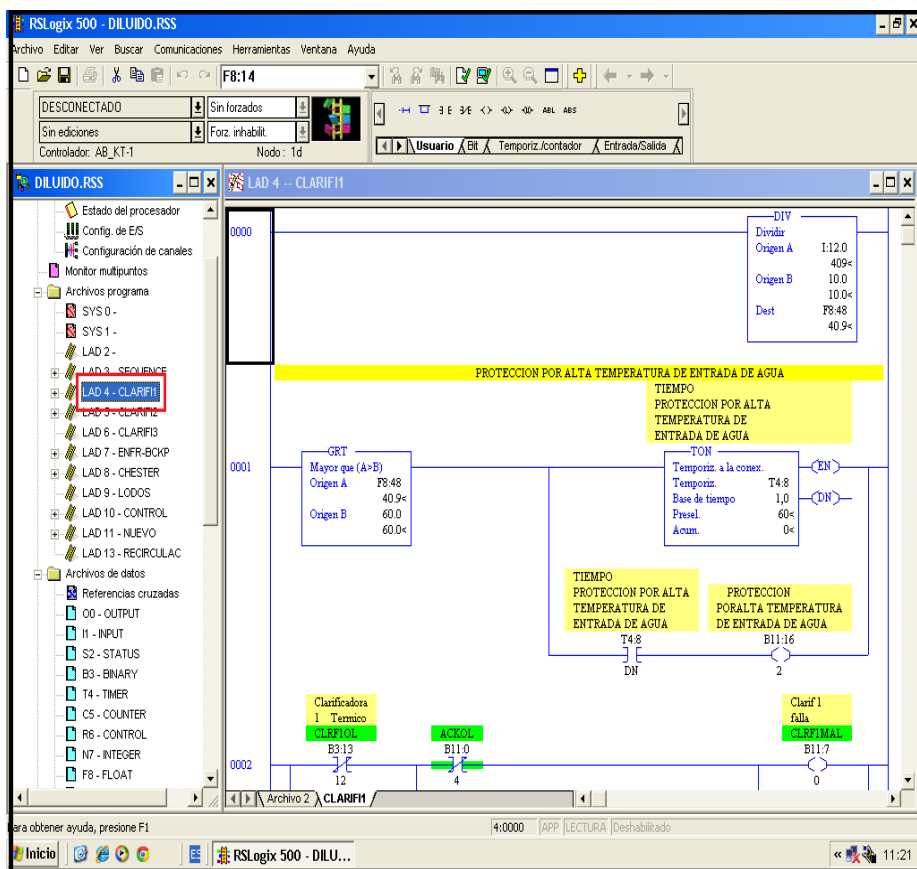 RSLogix 500 - DILUIDO.RSS
Archivo Editar Ver Buscar Comunicaciones Herramientas Ventana Ayuda
F8:14
DESCONECTADO Sin forzados
Sin ediciones Forz. inhabilit.
Controlador: AB_KT-1 Nodo : 1d
ABL ABS
Usuario Bit Temporiz./contador Entrada/Salida
DILUIDO.RSS
Estado del procesador
Config. de E/S
Configuración de canales
Monitor multipuntos
Archivos programa
SYS 0 -
SYS 1 -
LAD 2 -
LAD 3 - SEQUENCE
LAD 4 - CLARIFI1
LAD 5 - CLARIFI2
LAD 6 - CLARIFI3
LAD 7 - ENFR-BCKP
LAD 8 - CHESTER
LAD 9 - LODOS
LAD 10 - CONTROL
LAD 11 - NUEVO
LAD 13 - RECIRCULAC
Archivos de datos
Referencias cruzadas
O0 - OUTPUT
I1 - INPUT
S2 - STATUS
B3 - BINARY
T4 - TIMER
C5 - COUNTER
R6 - CONTROL
N7 - INTEGER
F8 - FLOAT
LAD 4 -- CLARIFI1
0000
DIV
Dividir
Origen A I:12.0
409<
Origen B 10.0
10.0<
Dest F8:48
40.9<
PROTECCION POR ALTA TEMPERATURA DE ENTRADA DE AGUA
TIEMPO
PROTECCION POR ALTA
TEMPERATURA DE
ENTRADA DE AGUA
0001
GRT
Mayor que (A>B)
Origen A F8:48
40.9<
Origen B 60.0
60.0<
TON
Temporiz. a la conex.
Temporiz. T4:8
Base de tiempo 1,0
Presel. 60<
Acum. 0<
EN
DN
TIEMPO
PROTECCION POR ALTA
TEMPERATURA DE
ENTRADA DE AGUA
T4:8
DN
PROTECCION
PORALTA TEMPERATURA
DE ENTRADA DE AGUA
B11:16
2
0002
Clarificadora
1 Termico
CLRF1OL
B3:13
12
ACKOL
B11:0
4
Clarif 1
falla
CLRF1MAL
B11:7
0
Archivo 2 CLARIFI1
ara obtener ayuda, presione F1
4:0000 APP LECTURA Deshabilitado
Inicio ES RSLogix 500 - DILU... « 11:21